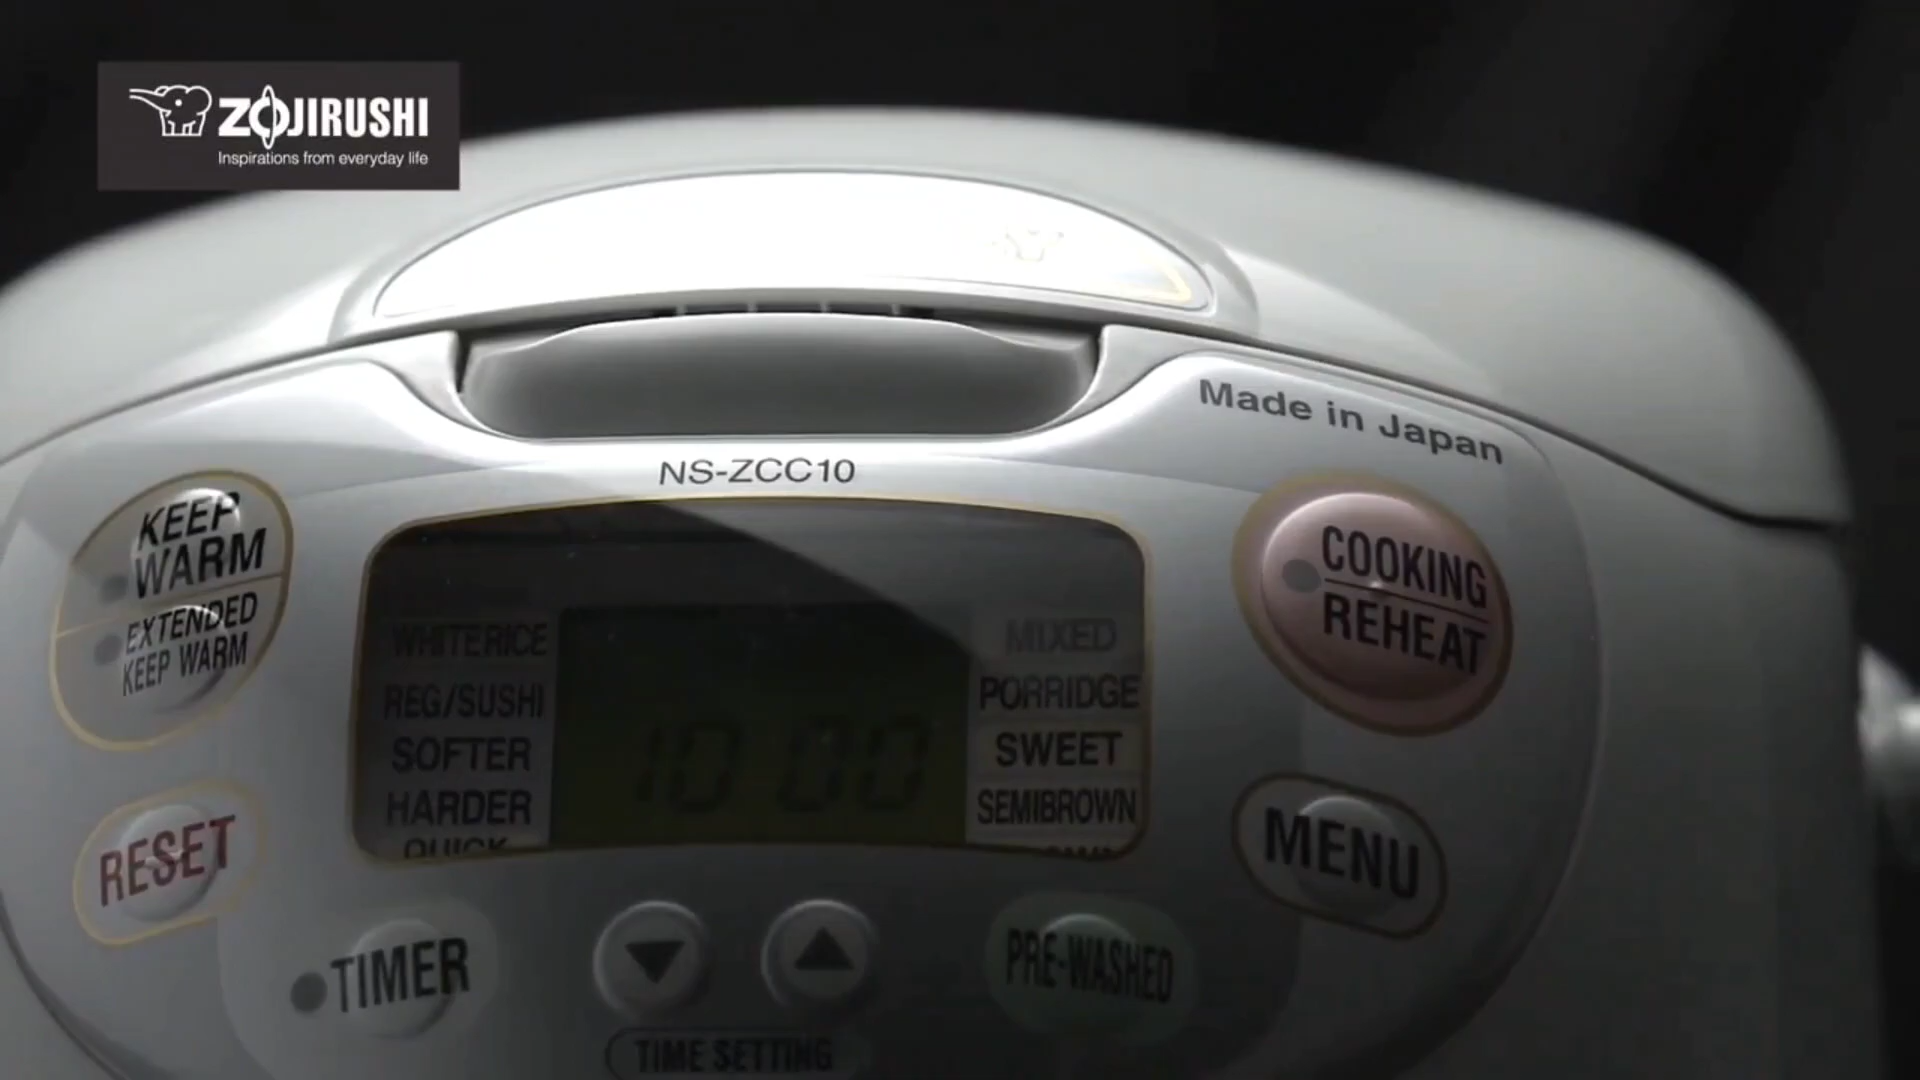 ZOJIRUSHI
Inspirations from everyday life
Made in Japan
NS-ZCC10
KEEP
WARM
EXTENDED
KEEP WARM
RESET
WHITE RICE
REG/SUSHI
SOFTER
HARDER
QUICK
10 00
MIXED
PORRIDGE
SWEET
SEMIBROWN
COOKING
REHEAT
MENU
TIMER
PRE-WASHED
TIME SETTING